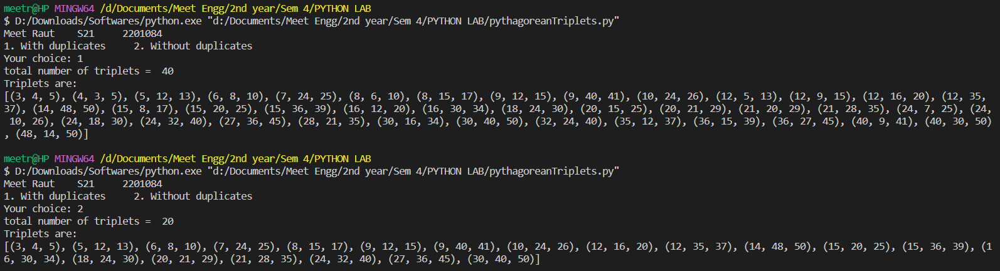 meetr@HP MINGW64 /d/Documents/Meet Engg/2nd year/Sem 4/PYTHON LAB
$ D:/Downloads/Softwares/python.exe "d:/Documents/Meet Engg/2nd year/Sem 4/PYTHON LAB/pythagoreanTriplets.py"
Meet Raut    S21     2201084
1. With duplicates     2. Without duplicates
Your choice: 1
total number of triplets =  40
Triplets are:
[(3, 4, 5), (4, 3, 5), (5, 12, 13), (6, 8, 10), (7, 24, 25), (8, 6, 10), (8, 15, 17), (9, 12, 15), (9, 40, 41), (10, 24, 26), (12, 5, 13), (12, 9, 15), (12, 16, 20), (12, 35,
37), (14, 48, 50), (15, 8, 17), (15, 20, 25), (15, 36, 39), (16, 12, 20), (16, 30, 34), (18, 24, 30), (20, 15, 25), (20, 21, 29), (21, 20, 29), (21, 28, 35), (24, 7, 25), (24,
 10, 26), (24, 18, 30), (24, 32, 40), (27, 36, 45), (28, 21, 35), (30, 16, 34), (30, 40, 50), (32, 24, 40), (35, 12, 37), (36, 15, 39), (36, 27, 45), (40, 9, 41), (40, 30, 50)
, (48, 14, 50)]
meetr@HP MINGW64 /d/Documents/Meet Engg/2nd year/Sem 4/PYTHON LAB
$ D:/Downloads/Softwares/python.exe "d:/Documents/Meet Engg/2nd year/Sem 4/PYTHON LAB/pythagoreanTriplets.py"
Meet Raut    S21     2201084
1. With duplicates     2. Without duplicates
Your choice: 2
total number of triplets =  20
Triplets are:
[(3, 4, 5), (5, 12, 13), (6, 8, 10), (7, 24, 25), (8, 15, 17), (9, 12, 15), (9, 40, 41), (10, 24, 26), (12, 16, 20), (12, 35, 37), (14, 48, 50), (15, 20, 25), (15, 36, 39), (1
6, 30, 34), (18, 24, 30), (20, 21, 29), (21, 28, 35), (24, 32, 40), (27, 36, 45), (30, 40, 50)]